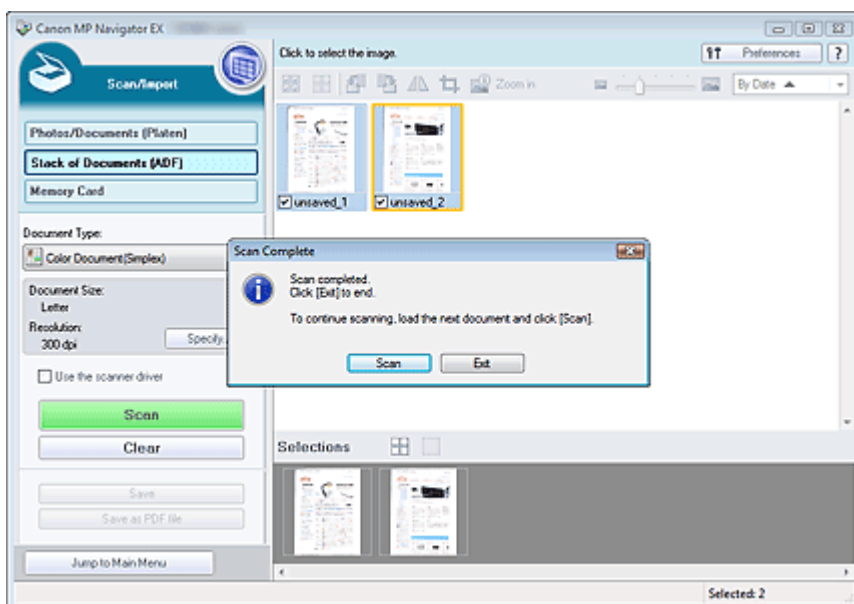 Canon MP Navigator EX
Scan/Import
Click to select the image.
Preferences
?
Zoom in
By Date
Photos/Documents (Platen)
Stack of Documents (ADF)
Memory Card
unsaved_1
unsaved_2
Document Type:
Color Document(Simplex)
Document Size:
Letter
Resolution:
300 dpi
Specify...
Use the scanner driver
Scan
Clear
Save
Save as PDF file
Jump to Main Menu
Scan Complete
Scan completed.
Click [Exit] to end.
To continue scanning, load the next document and click [Scan].
Scan
Exit
Selections
Selected: 2